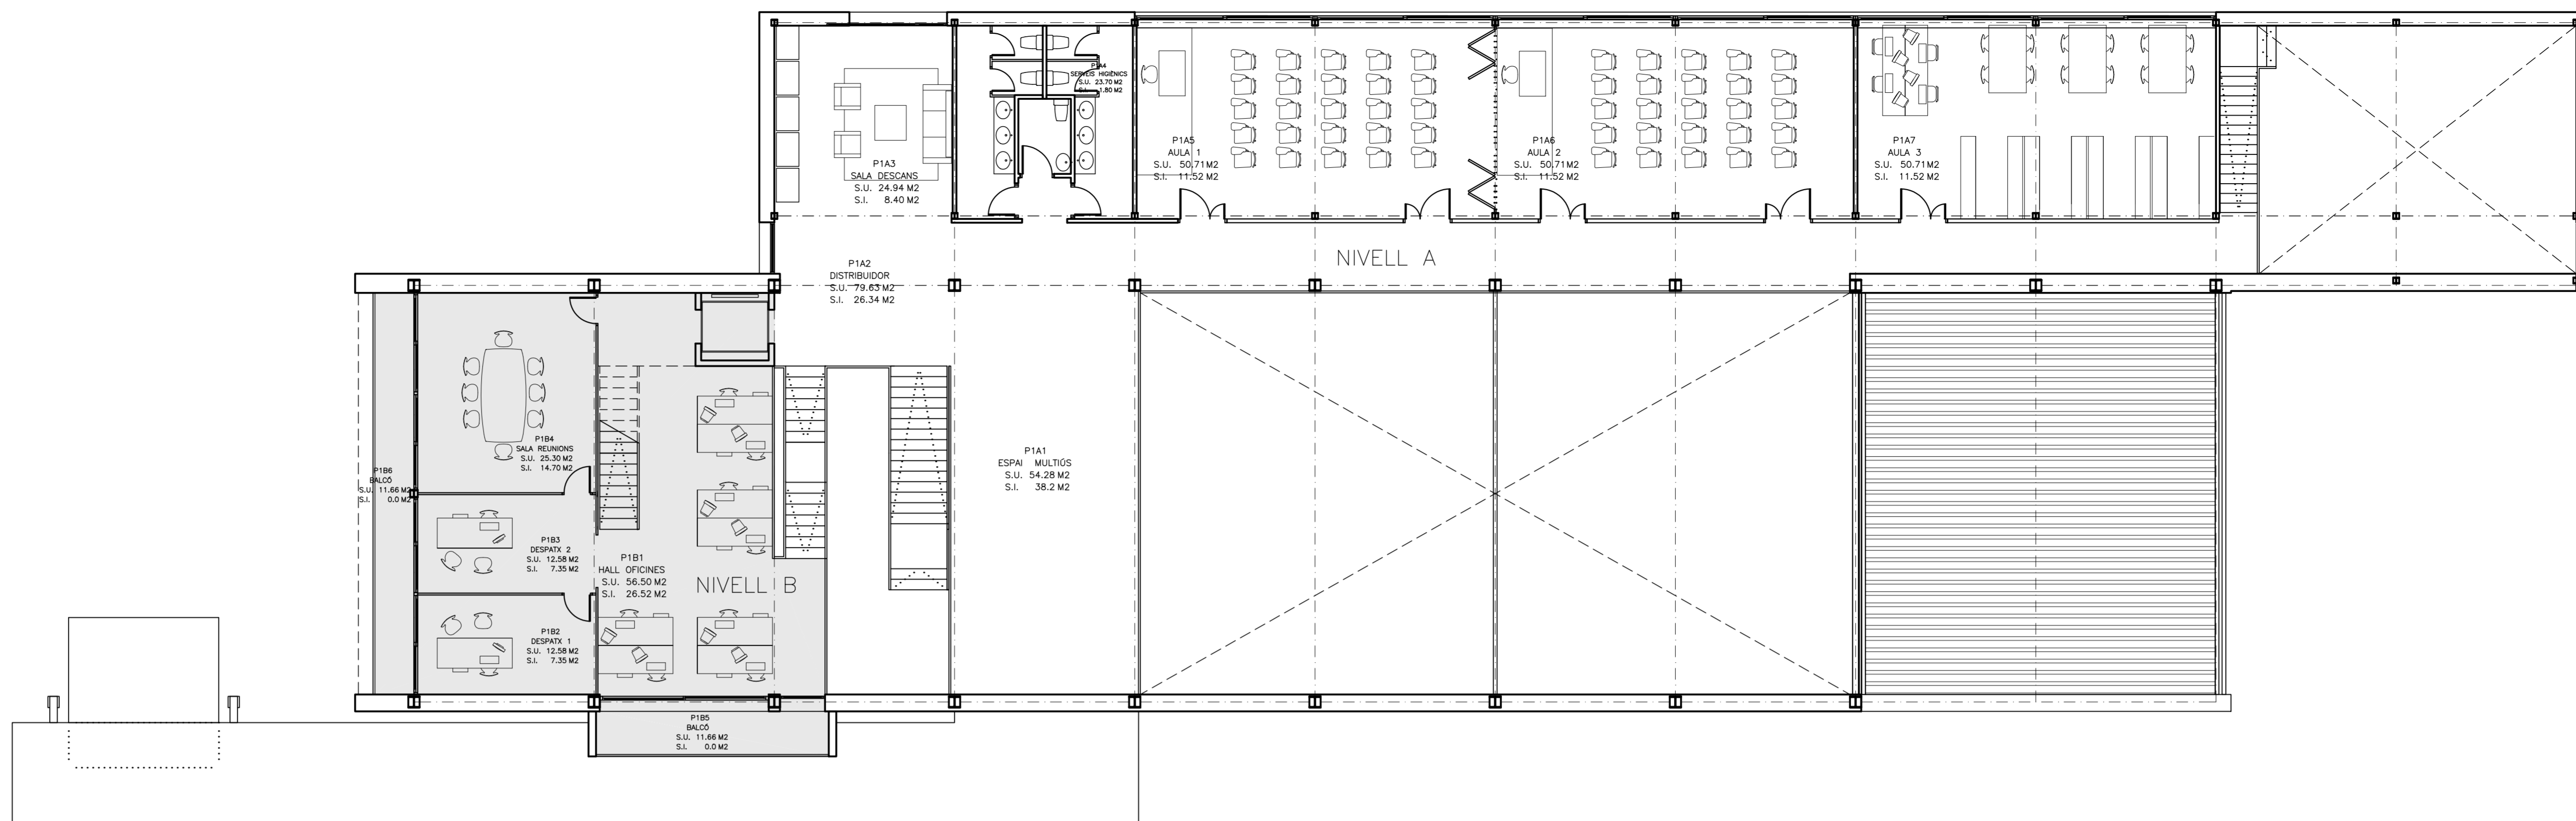 P1A4
SERVEIS HIGIÈNICS
S.U. 23.70 M2
S.I. 1.80 M2
P1A3
SALA DESCANS
S.U. 24.94 M2
S.I. 8.40 M2
P1A5
AULA 1
S.U. 50.71 M2
S.I. 11.52 M2
P1A6
AULA 2
S.U. 50.71 M2
S.I. 11.52 M2
P1A7
AULA 3
S.U. 50.71 M2
S.I. 11.52 M2
NIVELL A
P1A2
DISTRIBUIDOR
S.U. 79.63 M2
S.I. 26.34 M2
P1B4
SALA REUNIONS
S.U. 25.30 M2
S.I. 14.70 M2
P1B6
BALCÓ
S.U. 11.66 M2
S.I. 0.0 M2
P1A1
ESPAI MULTIÚS
S.U. 54.28 M2
S.I. 38.2 M2
P1B3
DESPATX 2
S.U. 12.58 M2
S.I. 7.35 M2
P1B1
HALL OFICINES
S.U. 56.50 M2
S.I. 26.52 M2
NIVELL B
P1B2
DESPATX 1
S.U. 12.58 M2
S.I. 7.35 M2
P1B5
BALCÓ
S.U. 11.66 M2
S.I. 0.0 M2